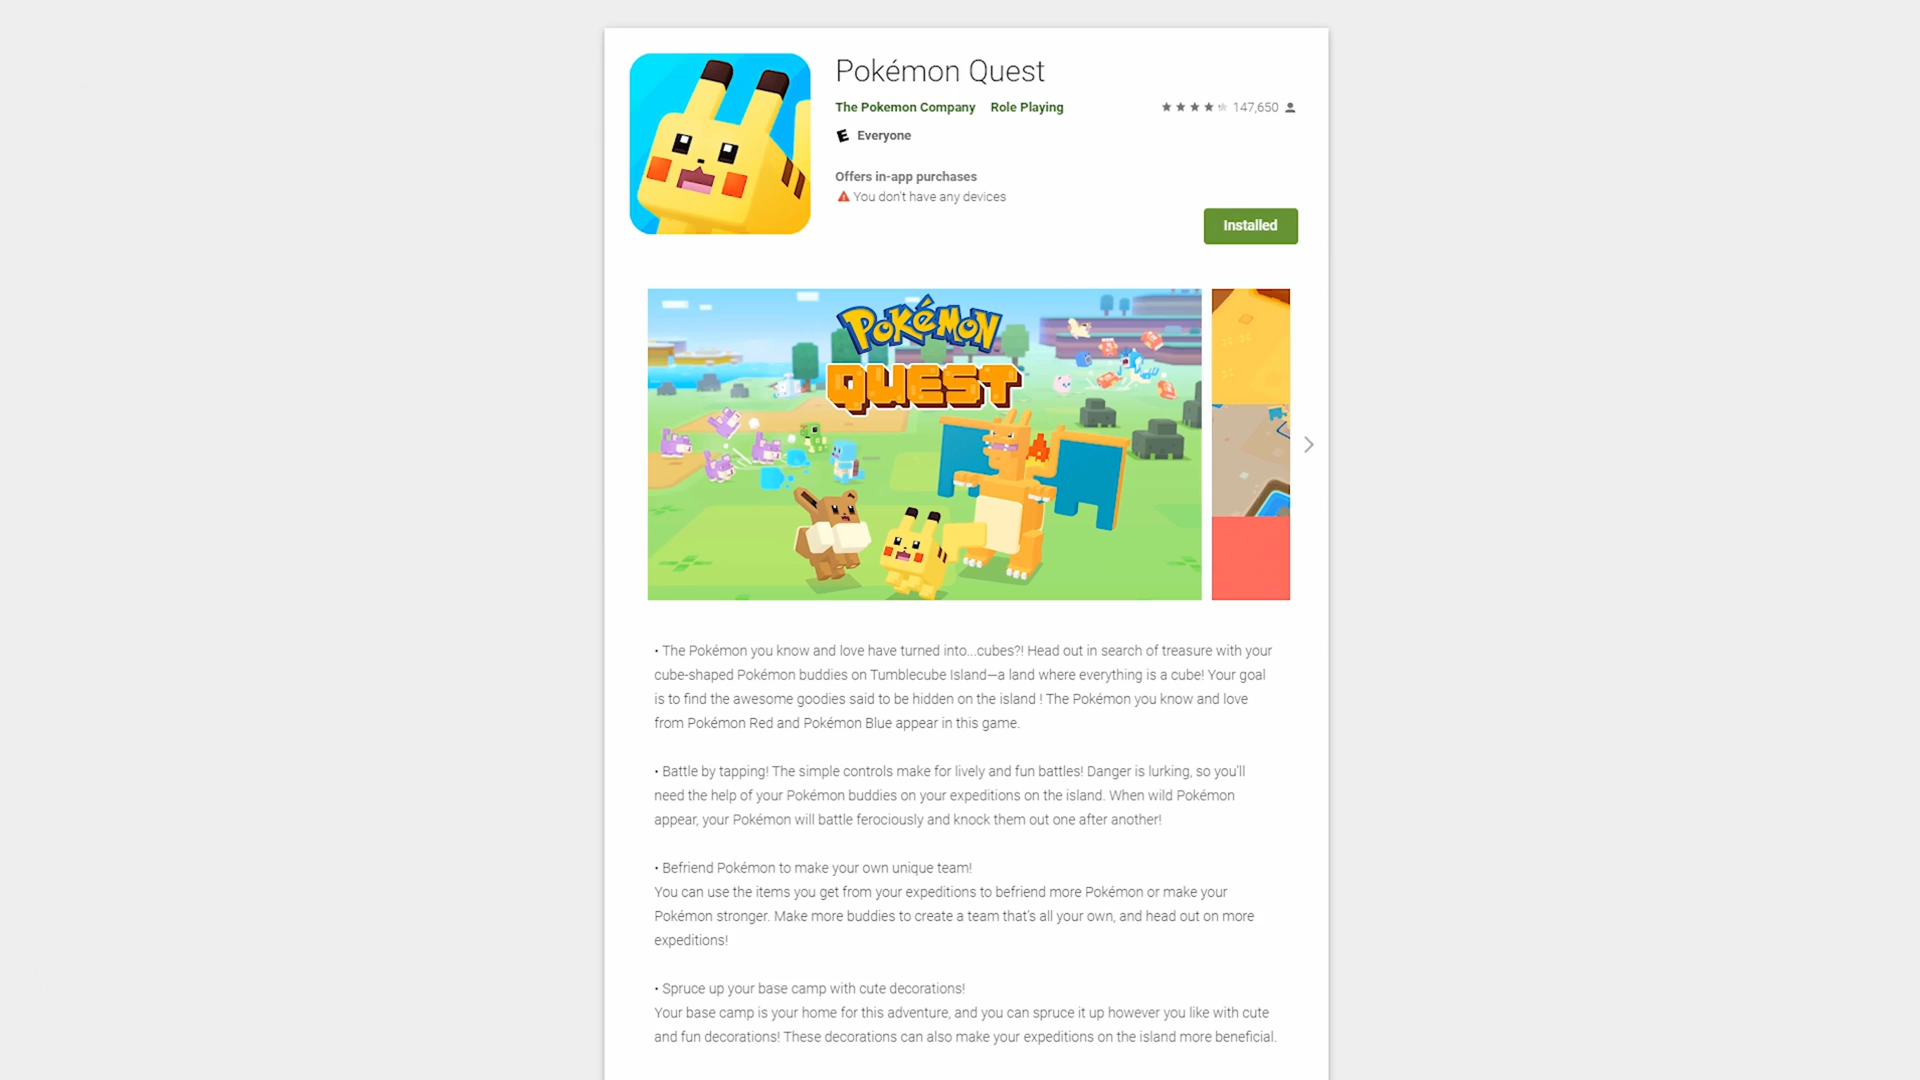 Pokémon Quest
The Pokemon Company Role Playing
147,650
E Everyone
Offers in-app purchases
You don't have any devices
Installed
POKéMON
QUEST
• The Pokémon you know and love have turned into...cubes?! Head out in search of treasure with your
cube-shaped Pokémon buddies on Tumblecube Island—a land where everything is a cube! Your goal
is to find the awesome goodies said to be hidden on the island ! The Pokémon you know and love
from Pokémon Red and Pokémon Blue appear in this game.
• Battle by tapping! The simple controls make for lively and fun battles! Danger is lurking, so you'll
need the help of your Pokémon buddies on your expeditions on the island. When wild Pokémon
appear, your Pokémon will battle ferociously and knock them out one after another!
• Befriend Pokémon to make your own unique team!
You can use the items you get from your expeditions to befriend more Pokémon or make your
Pokémon stronger. Make more buddies to create a team that's all your own, and head out on more
expeditions!
• Spruce up your base camp with cute decorations!
Your base camp is your home for this adventure, and you can spruce it up however you like with cute
and fun decorations! These decorations can also make your expeditions on the island more beneficial.